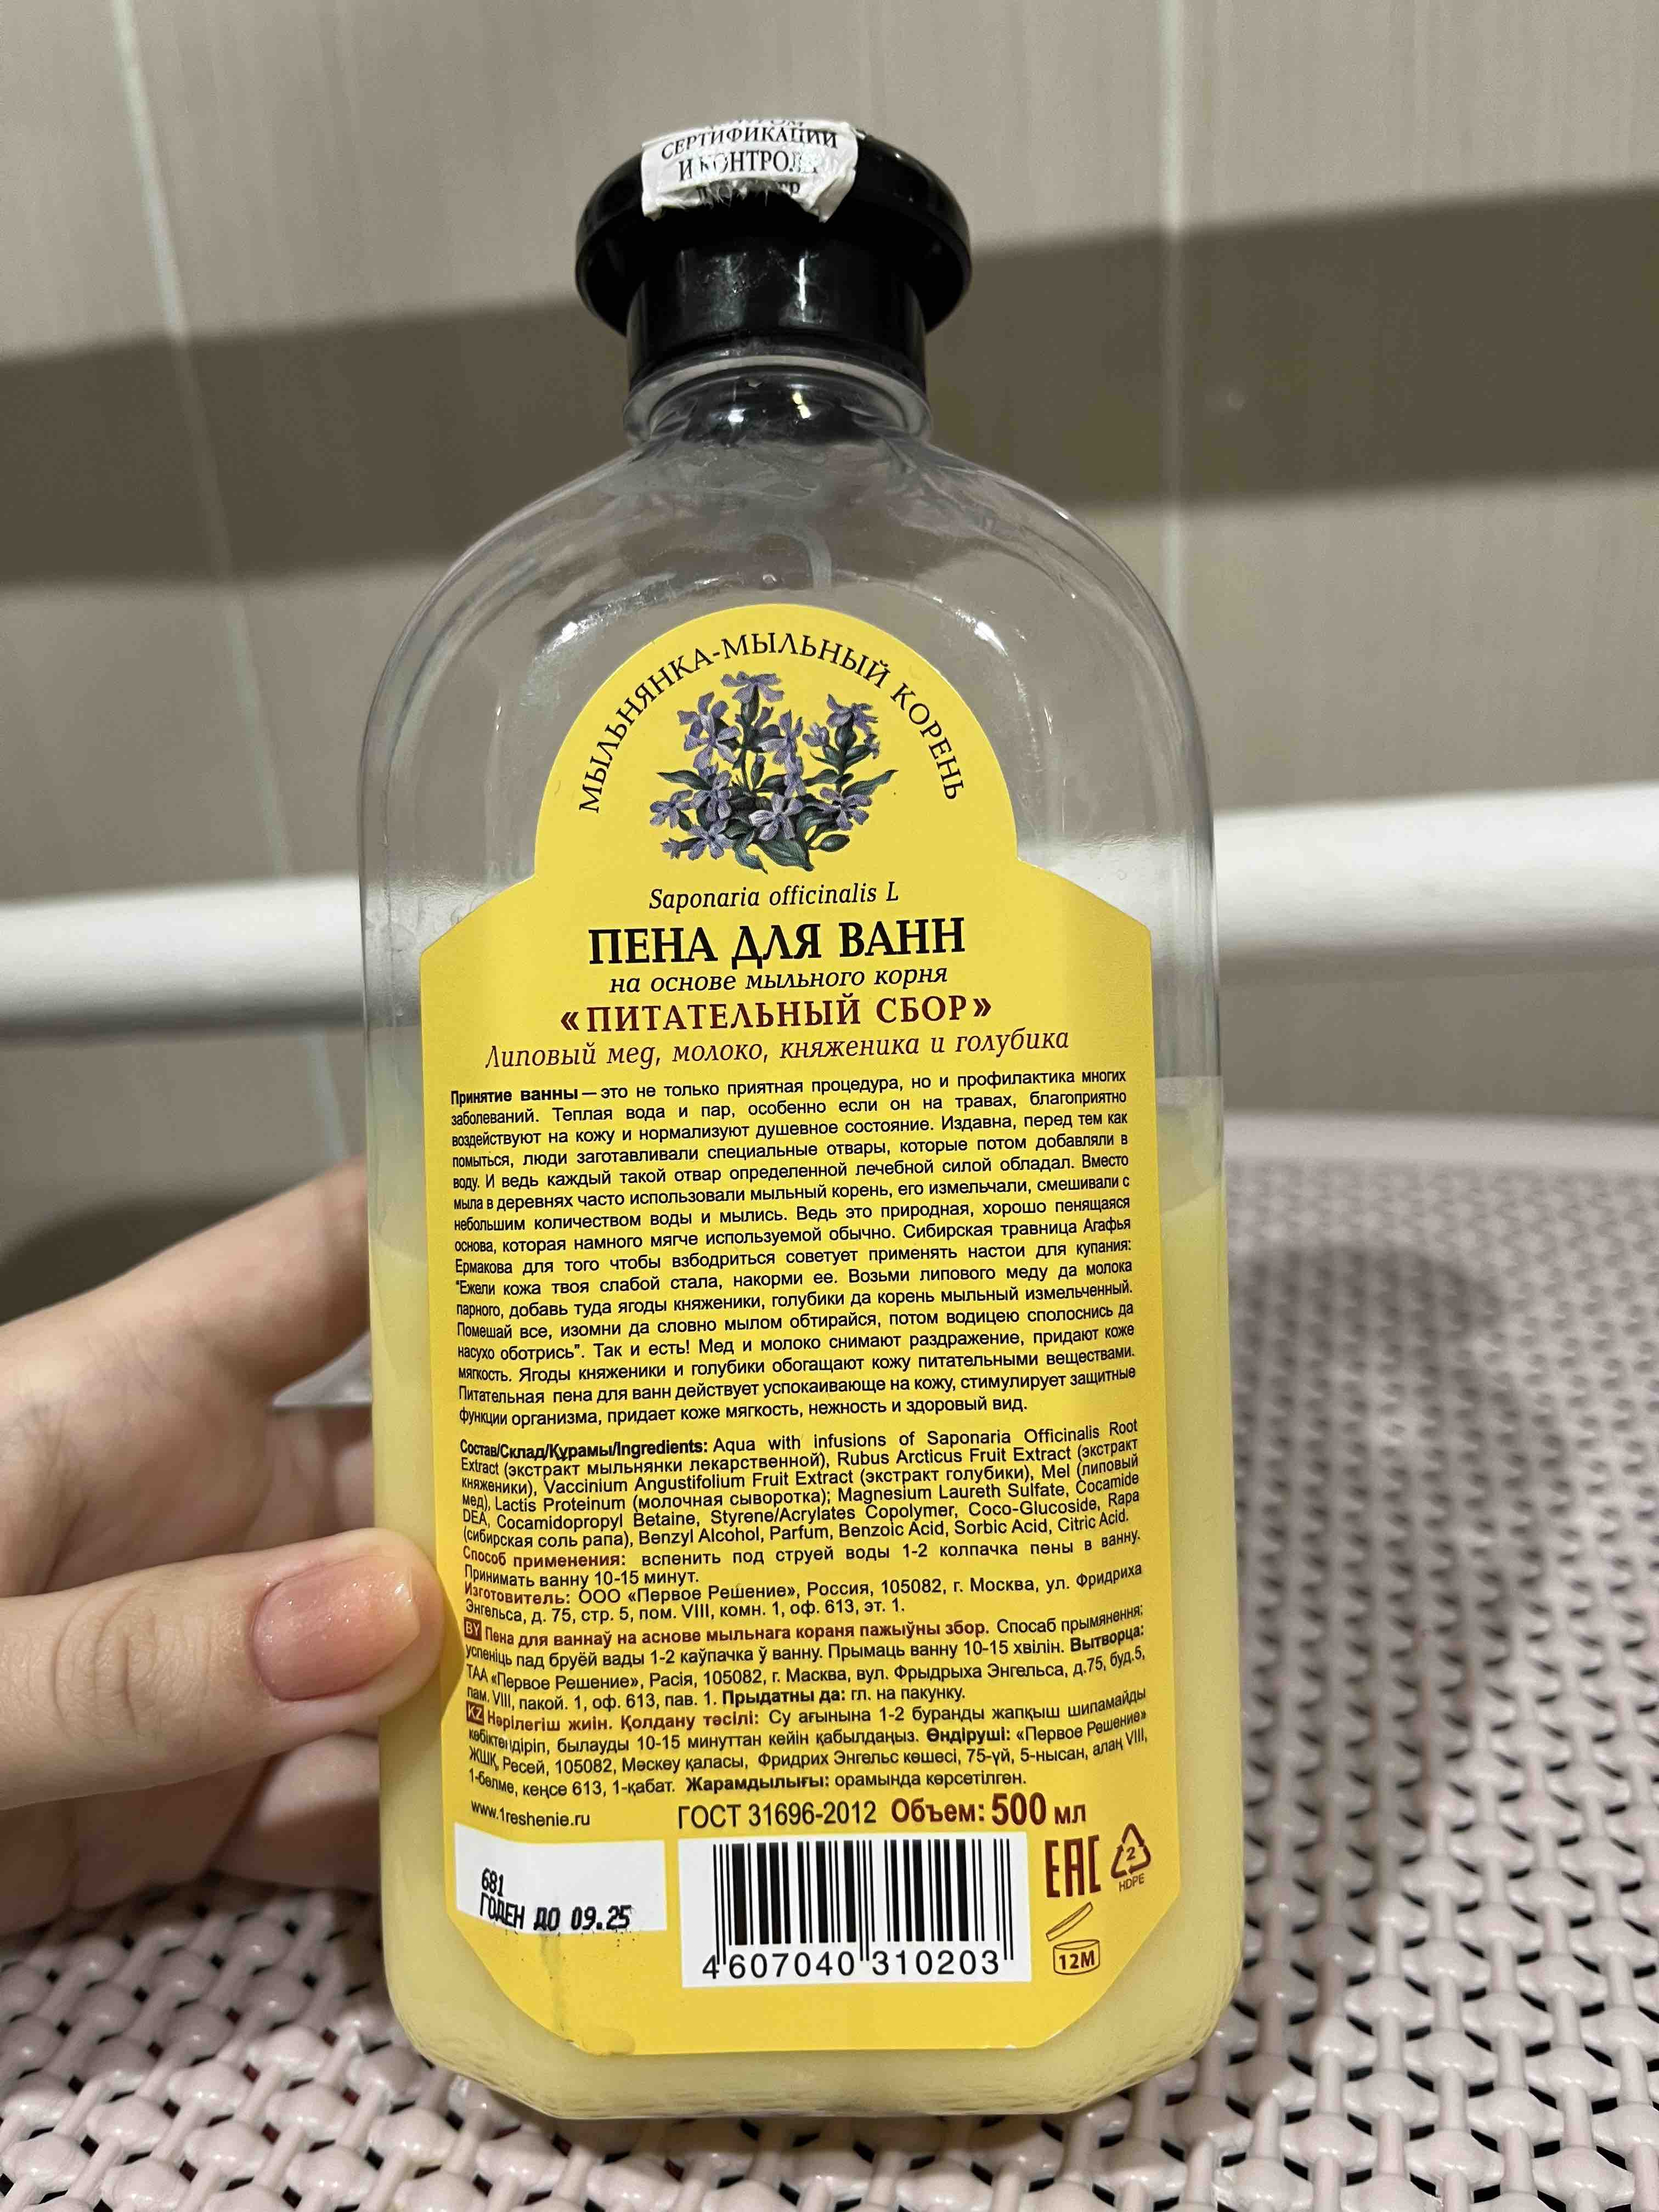 СЕРТИФИКАЦИИ
И КОНТРОЛЯ
МЫЛЬНЯНКА-МЫЛЬНЫЙ КОРЕНЬ
Saponaria officinalis L
ПЕНА ДЛЯ ВАНН
на основе мыльного корня
«ПИТАТЕЛЬНЫЙ СБОР»
Липовый мед, молоко, княженика и голубика
Принятие ванны — это не только приятная процедура, но и профилактика многих
заболеваний. Теплая вода и пар, особенно если он на травах, благоприятно
воздействуют на кожу и нормализуют душевное состояние. Издавна, перед тем как
помыться, люди заготавливали специальные отвары, которые потом добавляли в
воду. И ведь каждый такой отвар определенной лечебной силой обладал. Вместо
мыла в деревнях часто использовали мыльный корень, его измельчали, смешивали с
небольшим количеством воды и мылись. Ведь это природная, хорошо пенящаяся
основа, которая намного мягче используемой обычно. Сибирская травница Агафья
Ермакова для того чтобы взбодриться советует применять настои для купания:
"Ежели кожа твоя слабой стала, накорми ее. Возьми липового меду да молока
парного, добавь туда ягоды княженики, голубики да корень мыльный измельченный.
Помешай все, изомни да словно мылом обтирайся, потом водицею сполоснись да
насухо оботрись". Так и есть! Мед и молоко снимают раздражение, придают коже
мягкость. Ягоды княженики и голубики обогащают кожу питательными веществами.
Питательная пена для ванн действует успокаивающе на кожу, стимулирует защитные
функции организма, придает коже мягкость, нежность и здоровый вид.
Состав/Склад/Құрамы/Ingredients: Aqua with infusions of Saponaria Officinalis Root
Extract (экстракт мыльнянки лекарственной), Rubus Arcticus Fruit Extract (экстракт
княженики), Vaccinium Angustifolium Fruit Extract (экстракт голубики), Mel (липовый
мед), Lactis Proteinum (молочная сыворотка); Magnesium Laureth Sulfate, Cocamide
DEA, Cocamidopropyl Betaine, Styrene/Acrylates Copolymer, Coco-Glucoside, Rapa
(сибирская соль рапа), Benzyl Alcohol, Parfum, Benzoic Acid, Sorbic Acid, Citric Acid.
Способ применения: вспенить под струей воды 1-2 колпачка пены в ванну.
Принимать ванну 10-15 минут.
Изготовитель: ООО «Первое Решение», Россия, 105082, г. Москва, ул. Фридриха
Энгельса, д. 75, стр. 5, пом. VIII, комн. 1, оф. 613, эт. 1.
BY Пена для ваннаў на аснове мыльнага кораня пажыўны збор. Спосаб прымянення:
успеніць пад бруёй вады 1-2 каўпачка ў ванну. Прымаць ванну 10-15 хвілін. Вытворца:
ТАА «Первое Решение», Расія, 105082, г. Масква, вул. Фрыдрыха Энгельса, д.75, буд.5,
пам. VIII, пакой. 1, оф. 613, пав. 1. Прыдатны да: гл. на пакунку.
KZ Нәрілегіш жиін. Қолдану тәсілі: Су ағынына 1-2 буранды жапқыш шипамайды
көбіктендіріп, былауды 10-15 минуттан кейін қабылдаңыз. Өндіруші: «Первое Решение»
ЖШҚ, Ресей, 105082, Мәскеу қаласы, Фридрих Энгельс көшесі, 75-үй, 5-нысан, алаң VIII,
1-бөлме, кеңсе 613, 1-қабат. Жарамдылығы: орамында көрсетілген.
www.1reshenie.ru
ГОСТ 31696-2012 Объем: 500 мл
681
ГОДЕН ДО 09.25
4 607040 310203
EAC
2
HDPE
12M